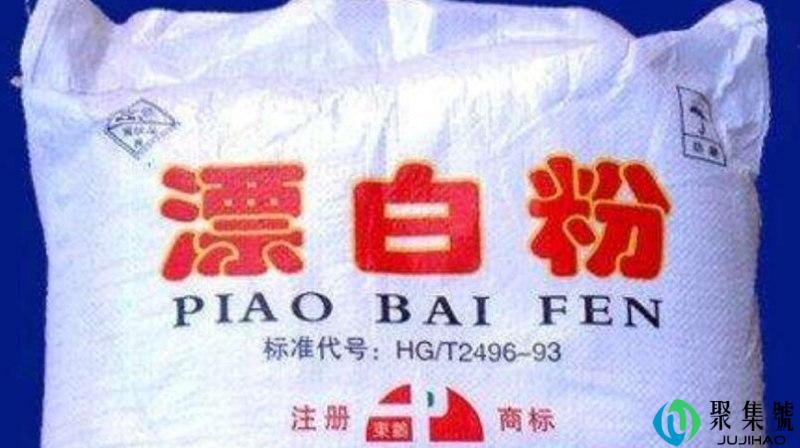 漂白粉
PIAO BAI FEN
标准代号：HG/T2496-93
注册 商标
聚集號
JUJIHAO